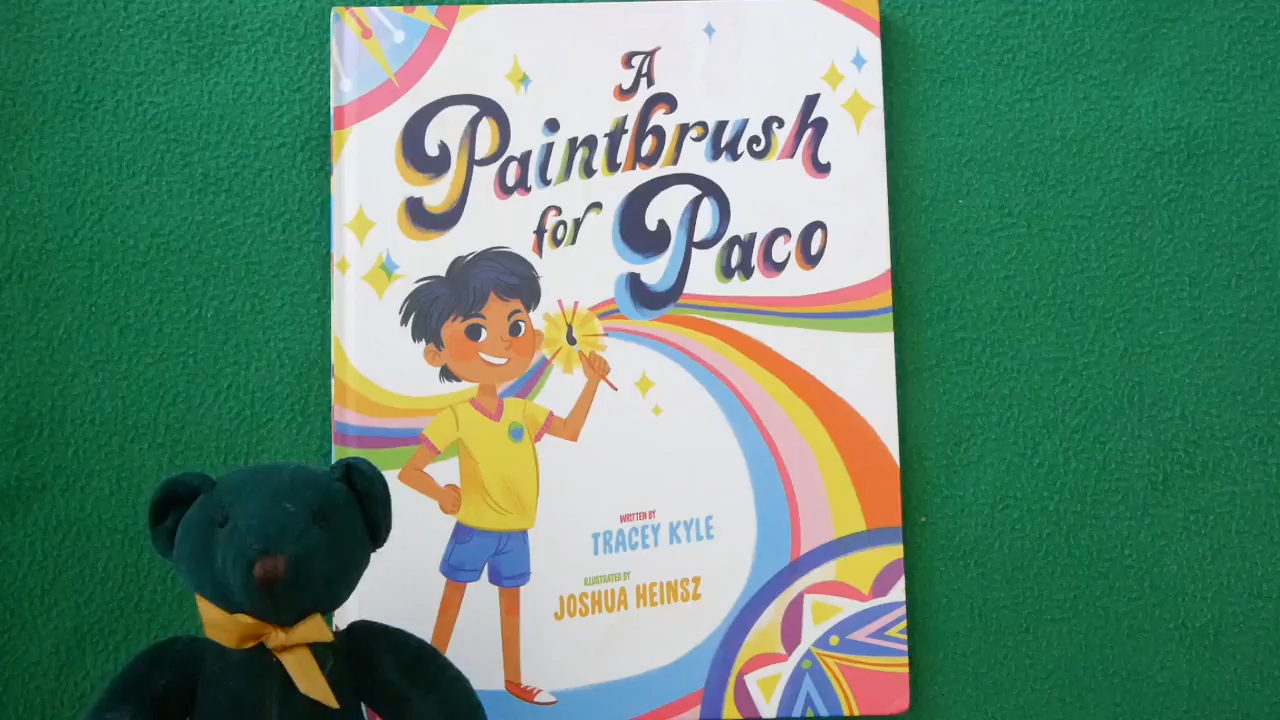 A
Paintbrush
for Paco
WRITTEN BY
TRACEY KYLE
ILLUSTRATED BY
JOSHUA HEINSZ